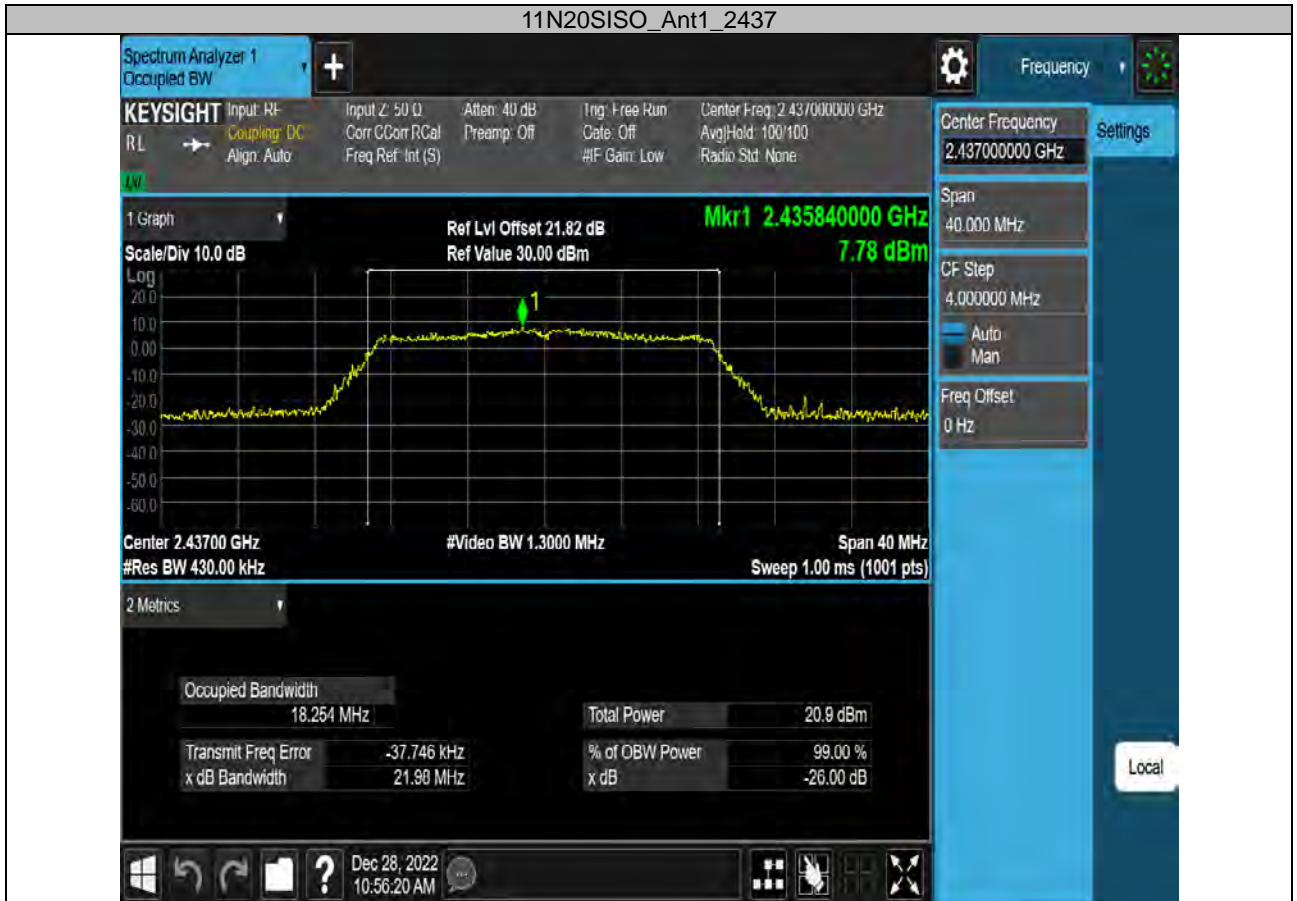 11N20SISO_Ant1_2437
Spectrum Analyzer 1
Occupied BW
Frequency
KEYSIGHT
RL
Input: RF
Coupling: DC
Align: Auto
Input Z: 50 Ω
Corr CCorr RCal
Freq Ref: Int (S)
Atten: 40 dB
Preamp: Off
Trig: Free Run
Gate: Off
#IF Gain: Low
Center Freq: 2.437000000 GHz
Avg|Hold: 100/100
Radio Std: None
Center Frequency
2.437000000 GHz
Settings
Span
40.000 MHz
CF Step
4.000000 MHz
Auto
Man
Freq Offset
0 Hz
1 Graph
Scale/Div 10.0 dB
Ref Lvl Offset 21.82 dB
Ref Value 30.00 dBm
Mkr1 2.435840000 GHz
7.78 dBm
Log
20.0
10.0
0.00
-10.0
-20.0
-30.0
-40.0
-50.0
-60.0
1
Center 2.43700 GHz
#Res BW 430.00 kHz
#Video BW 1.3000 MHz
Span 40 MHz
Sweep 1.00 ms (1001 pts)
2 Metrics
Occupied Bandwidth
18.254 MHz
Total Power 20.9 dBm
Transmit Freq Error -37.746 kHz
% of OBW Power 99.00 %
x dB Bandwidth 21.98 MHz
x dB -26.00 dB
Local
?
Dec 28, 2022
10:56:20 AM